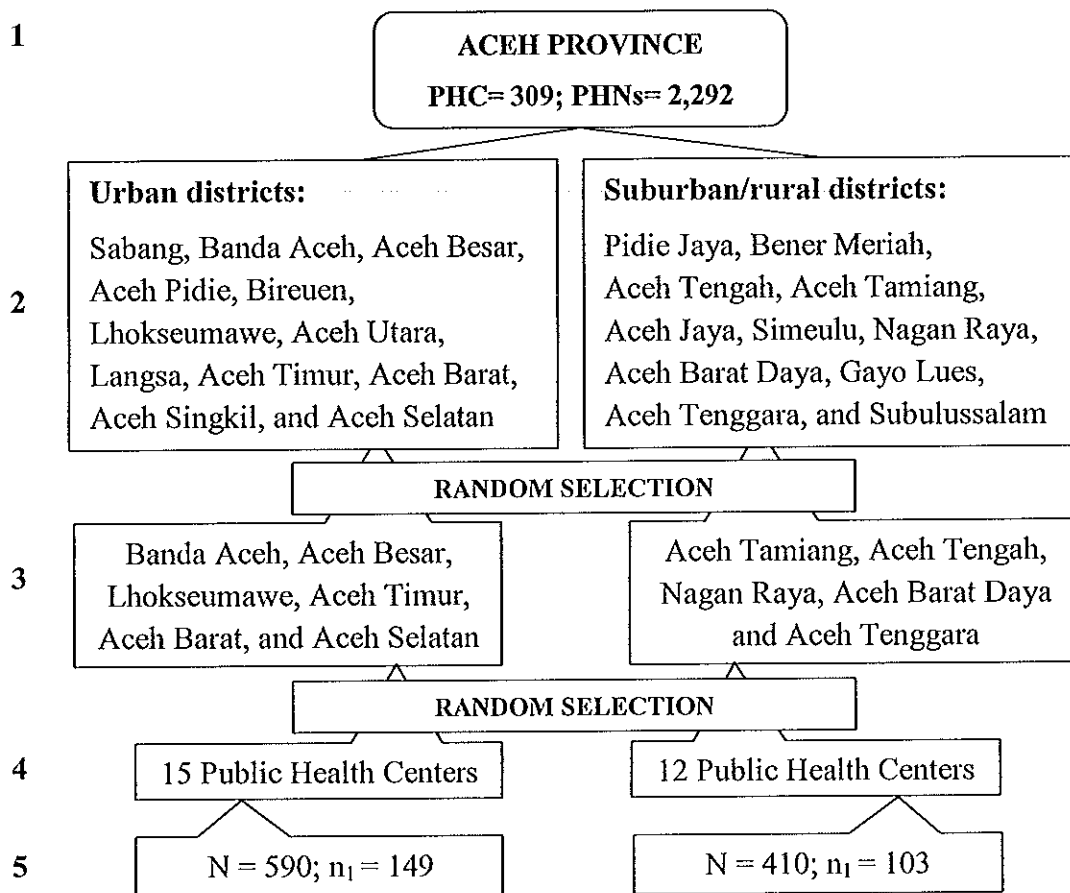 1
ACEH PROVINCE
PHC= 309; PHNs= 2,292
2
Urban districts:
Sabang, Banda Aceh, Aceh Besar,
Aceh Pidie, Bireuen,
Lhokseumawe, Aceh Utara,
Langsa, Aceh Timur, Aceh Barat,
Aceh Singkil, and Aceh Selatan
Suburban/rural districts:
Pidie Jaya, Bener Meriah,
Aceh Tengah, Aceh Tamiang,
Aceh Jaya, Simeulu, Nagan Raya,
Aceh Barat Daya, Gayo Lues,
Aceh Tenggara, and Subulussalam
RANDOM SELECTION
3
Banda Aceh, Aceh Besar,
Lhokseumawe, Aceh Timur,
Aceh Barat, and Aceh Selatan
Aceh Tamiang, Aceh Tengah,
Nagan Raya, Aceh Barat Daya
and Aceh Tenggara
RANDOM SELECTION
4
15 Public Health Centers
12 Public Health Centers
5
N = 590; n₁ = 149
N = 410; n₁ = 103